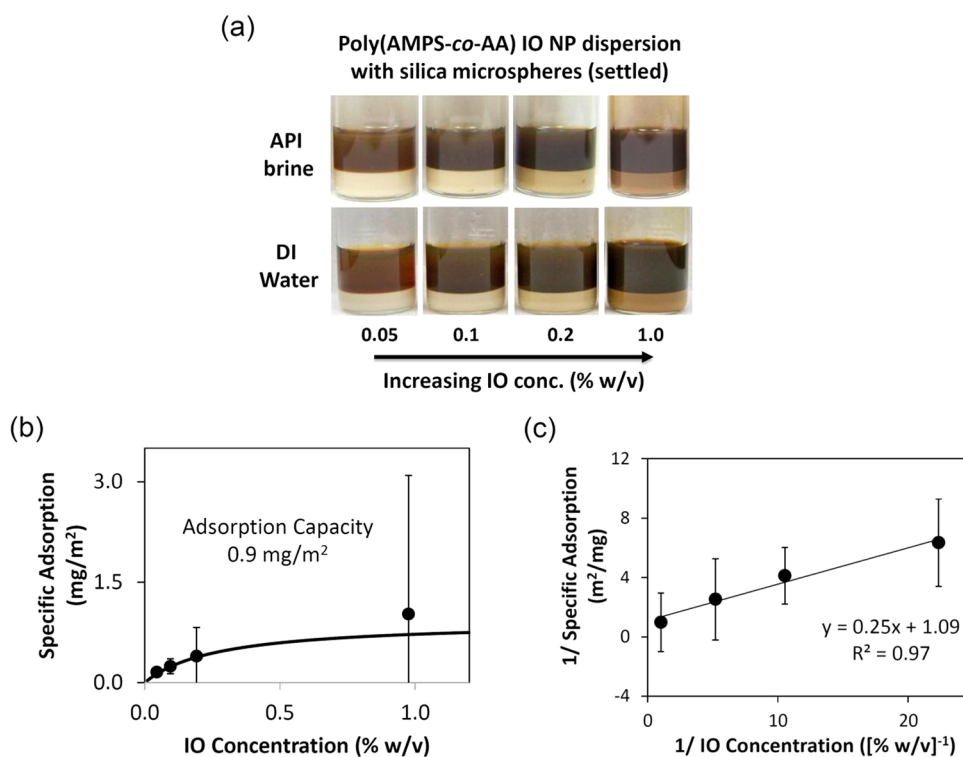 (a)
Poly(AMPS-co-AA) IO NP dispersion
with silica microspheres (settled)
API
brine
DI
Water
0.05 0.1 0.2 1.0
Increasing IO conc. (% w/v)
(b)
Specific Adsorption
(mg/m²)
3.0
1.5
0.0
Adsorption Capacity
0.9 mg/m²
0.0 0.5 1.0
IO Concentration (% w/v)
(c)
1/ Specific Adsorption
(m²/mg)
12
8
4
0
-4
y = 0.25x + 1.09
R² = 0.97
0 10 20
1/ IO Concentration ([% w/v]⁻¹)